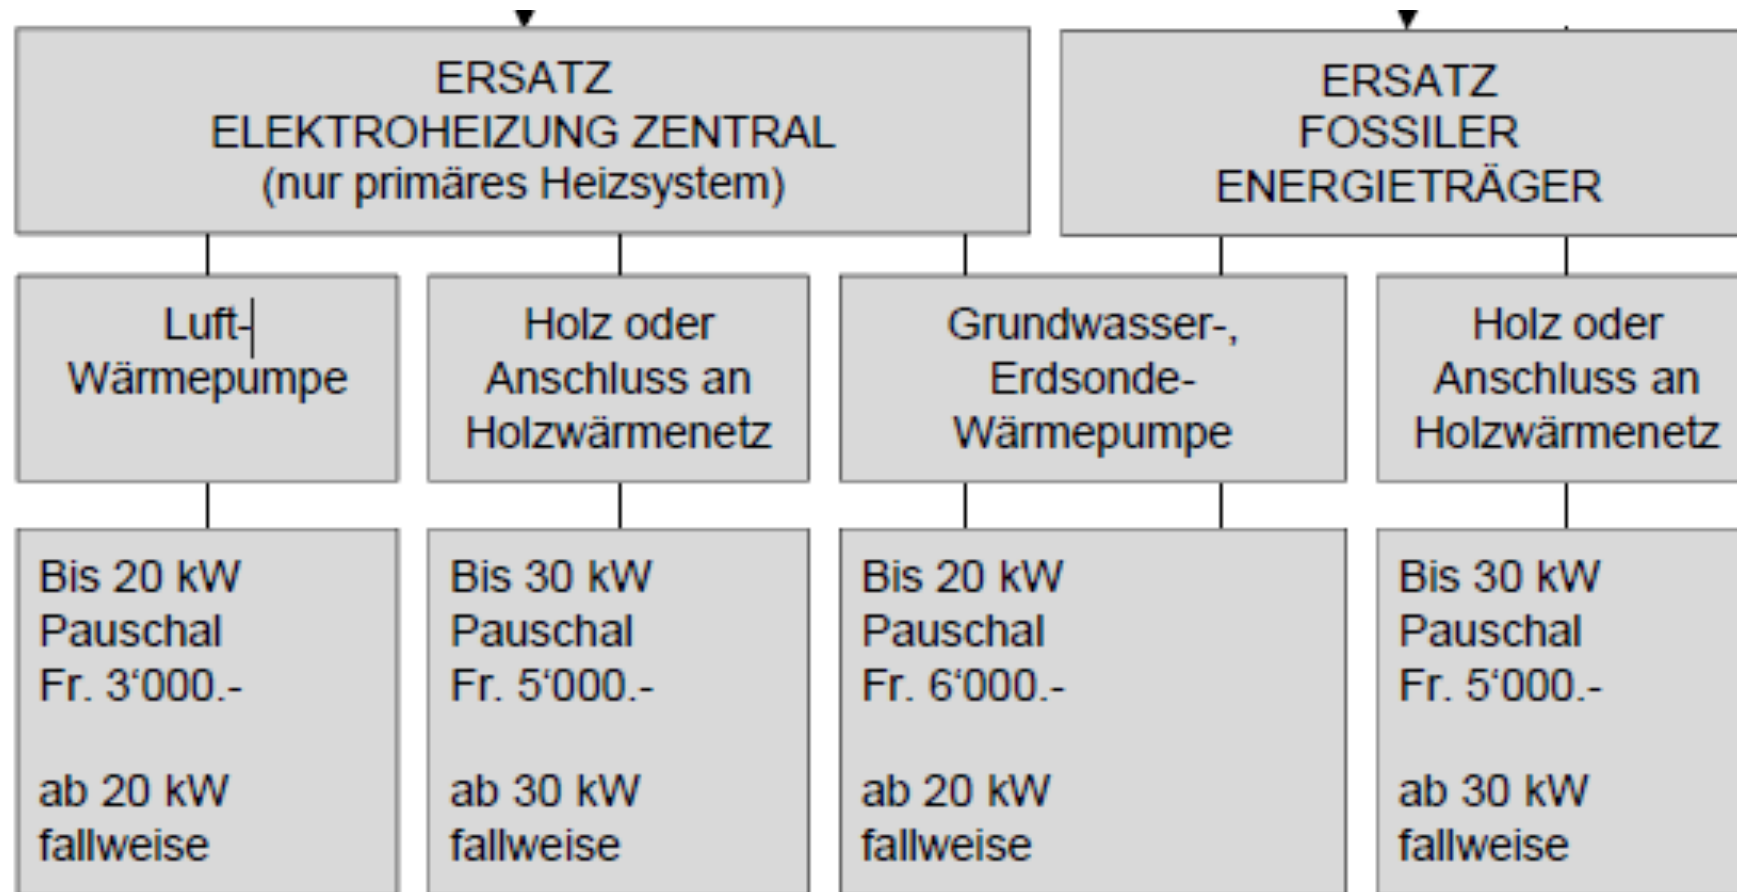 ERSATZ
ELEKTROHEIZUNG ZENTRAL
(nur primäres Heizsystem)
ERSATZ
FOSSILER
ENERGIETRÄGER
Luft-
Wärmepumpe
Holz oder
Anschluss an
Holzwärmenetz
Grundwasser-,
Erdsonde-
Wärmepumpe
Holz oder
Anschluss an
Holzwärmenetz
Bis 20 kW
Pauschal
Fr. 3‘000.-
ab 20 kW
fallweise
Bis 30 kW
Pauschal
Fr. 5‘000.-
ab 30 kW
fallweise
Bis 20 kW
Pauschal
Fr. 6‘000.-
ab 20 kW
fallweise
Bis 30 kW
Pauschal
Fr. 5‘000.-
ab 30 kW
fallweise